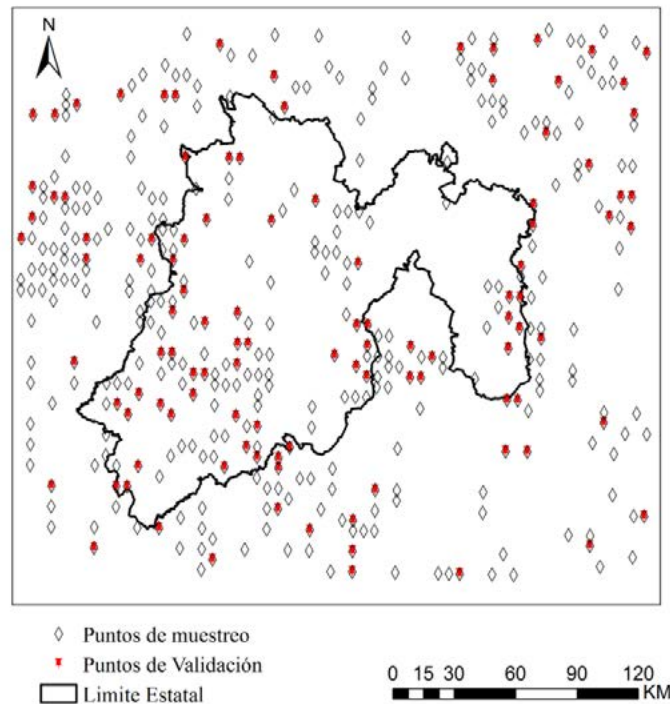 N
Puntos de muestreo
Puntos de Validación
Limite Estatal
0 15 30 60 90 120
KM